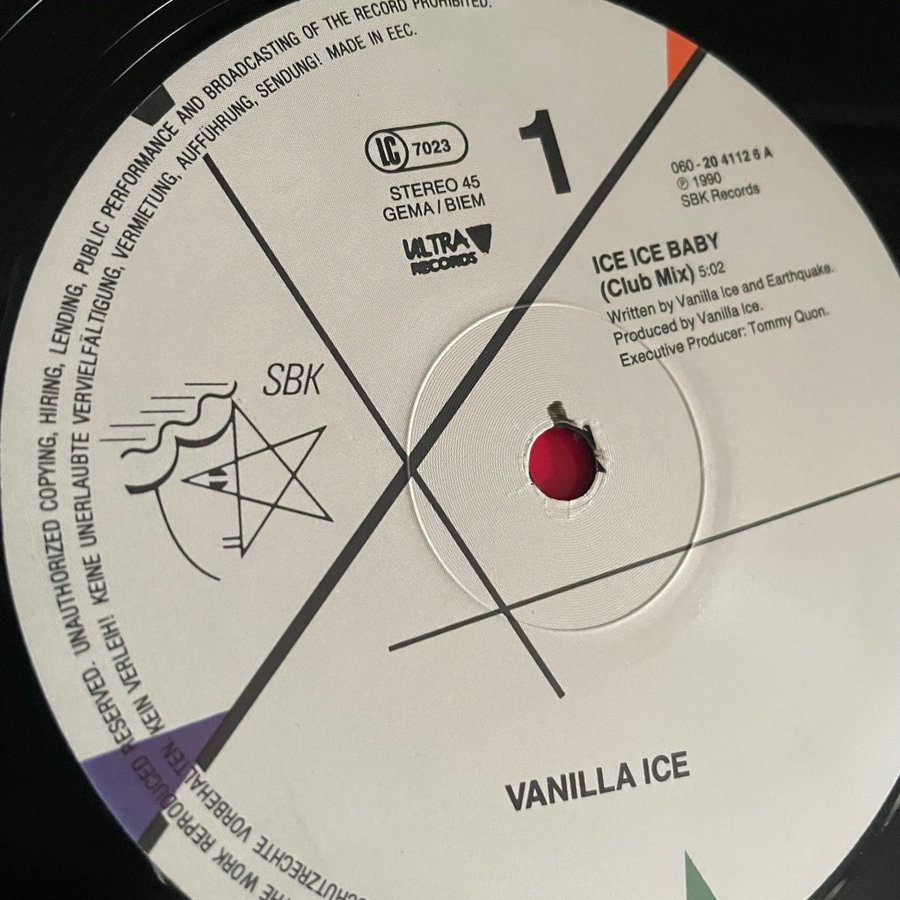 THE WORK REPRODUCED RESERVED. UNAUTHORIZED COPYING, HIRING, LENDING, PUBLIC PERFORMANCE AND BROADCASTING OF THE RECORD PROHIBITED.
SCHUTZRECHTE VORBEHALTEN, KEIN VERLEIH! KEINE UNERLAUBTE VERVIELFÄLTIGUNG, VERMIETUNG, AUFFÜHRUNG, SENDUNG! MADE IN EEC.
LC 7023
STEREO 45
GEMA/BIEM
ULTRA
RECORDS
1
060-20 4112 6 A
℗ 1990
SBK Records
ICE ICE BABY
(Club Mix) 5:02
Written by Vanilla Ice and Earthquake.
Produced by Vanilla Ice.
Executive Producer: Tommy Quon.
SBK
VANILLA ICE